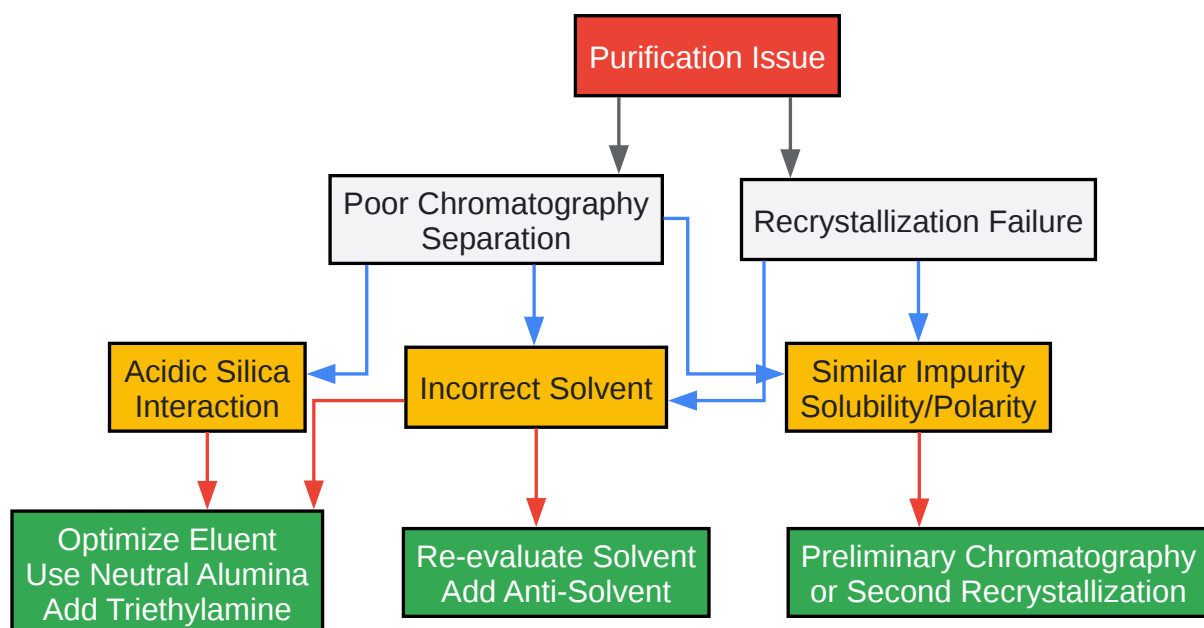 Purification Issue
Poor Chromatography
Separation
Recrystallization Failure
Acidic Silica
Interaction
Incorrect Solvent
Similar Impurity
Solubility/Polarity
Optimize Eluent
Use Neutral Alumina
Add Triethylamine
Re-evaluate Solvent
Add Anti-Solvent
Preliminary Chromatography
or Second Recrystallization